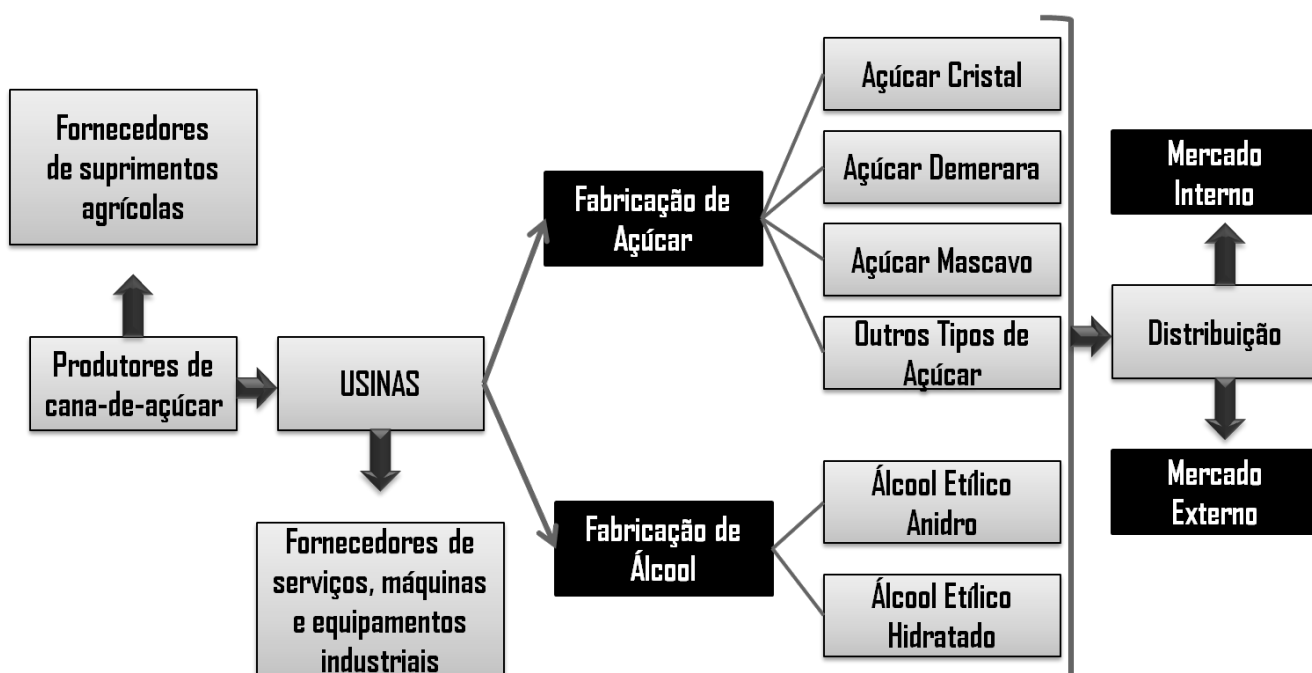 Fornecedores
de suprimentos
agrícolas
Produtores de
cana-de-açúcar
USINAS
Fornecedores de
serviços, máquinas
e equipamentos
industriais
Fabricação de
Açúcar
Açúcar Cristal
Açúcar Demerara
Açúcar Mascavo
Outros Tipos de
Açúcar
Fabricação de
Álcool
Álcool Etílico
Anidro
Álcool Etílico
Hidratado
Mercado
Interno
Distribuição
Mercado
Externo